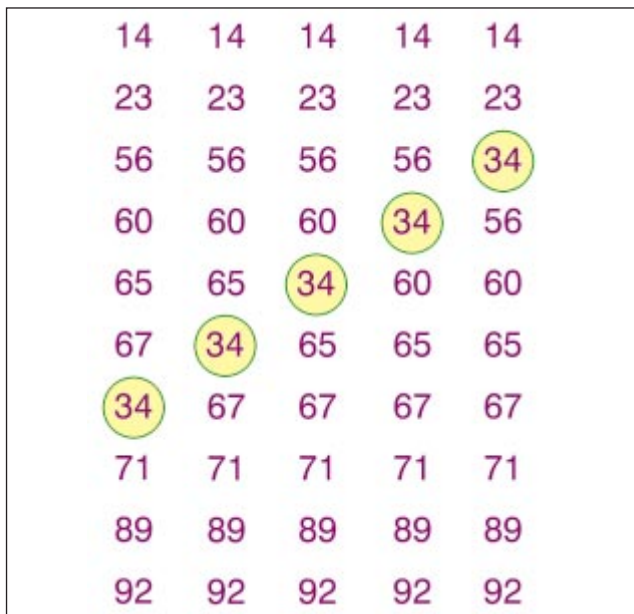 14 14 14 14 14
23 23 23 23 23
56 56 56 56 34
60 60 60 34 56
65 65 34 60 60
67 34 65 65 65
34 67 67 67 67
71 71 71 71 71
89 89 89 89 89
92 92 92 92 92